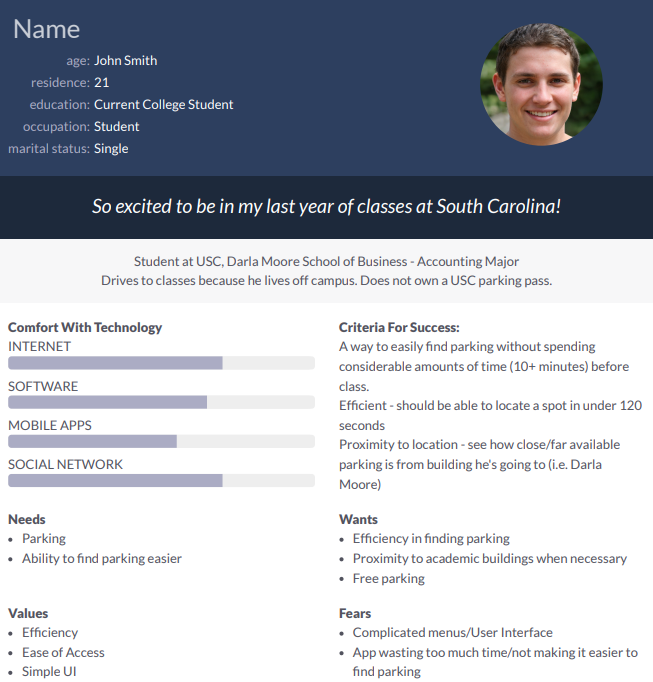 Name
age: John Smith
residence: 21
education: Current College Student
occupation: Student
marital status: Single
So excited to be in my last year of classes at South Carolina!
Student at USC, Darla Moore School of Business - Accounting Major
Drives to classes because he lives off campus. Does not own a USC parking pass.
Comfort With Technology
INTERNET
SOFTWARE
MOBILE APPS
SOCIAL NETWORK
Criteria For Success:
A way to easily find parking without spending
considerable amounts of time (10+ minutes) before
class.
Efficient - should be able to locate a spot in under 120
seconds
Proximity to location - see how close/far available
parking is from building he's going to (i.e. Darla
Moore)
Needs
• Parking
• Ability to find parking easier
Wants
• Efficiency in finding parking
• Proximity to academic buildings when necessary
• Free parking
Values
• Efficiency
• Ease of Access
• Simple UI
Fears
• Complicated menus/User Interface
• App wasting too much time/not making it easier to
find parking